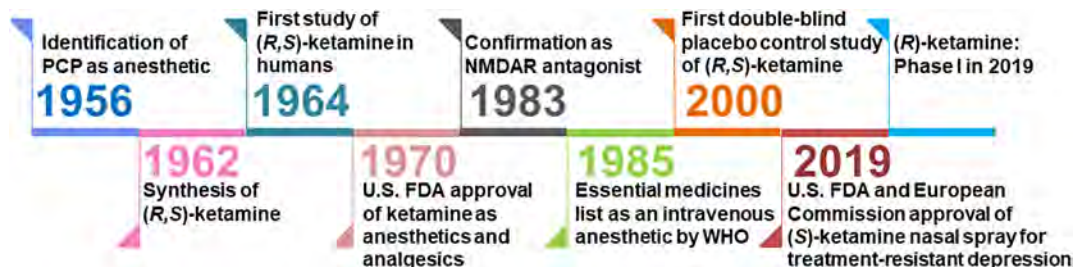 Identification of
PCP as anesthetic
1956
1962
Synthesis of
(R,S)-ketamine
First study of
(R,S)-ketamine in
humans
1964
1970
U.S. FDA approval
of ketamine as
anesthetics and
analgesics
Confirmation as
NMDAR antagonist
1983
1985
Essential medicines
list as an intravenous
anesthetic by WHO
First double-blind
placebo control study
of (R,S)-ketamine
2000
2019
U.S. FDA and European
Commission approval of
(S)-ketamine nasal spray for
treatment-resistant depression
(R)-ketamine:
Phase I in 2019